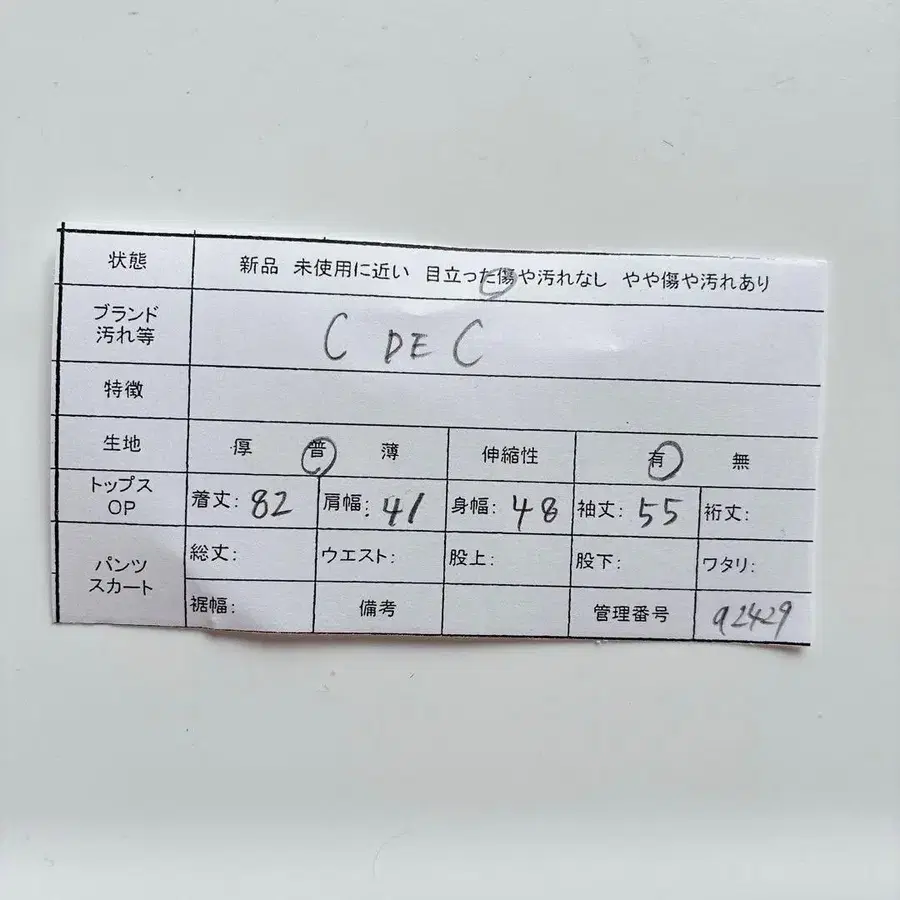 状態 新品 未使用に近い 目立った傷や汚れなし やや傷や汚れあり
ブランド
汚れ等 C DE C
特徴
生地 厚 普 薄 伸縮性 有 無
トップス
OP 着丈: 82 肩幅: 41 身幅: 48 袖丈: 55 裄丈:
パンツ
スカート 総丈: ウエスト: 股上: 股下: ワタリ:
裾幅: 備考 管理番号 92429